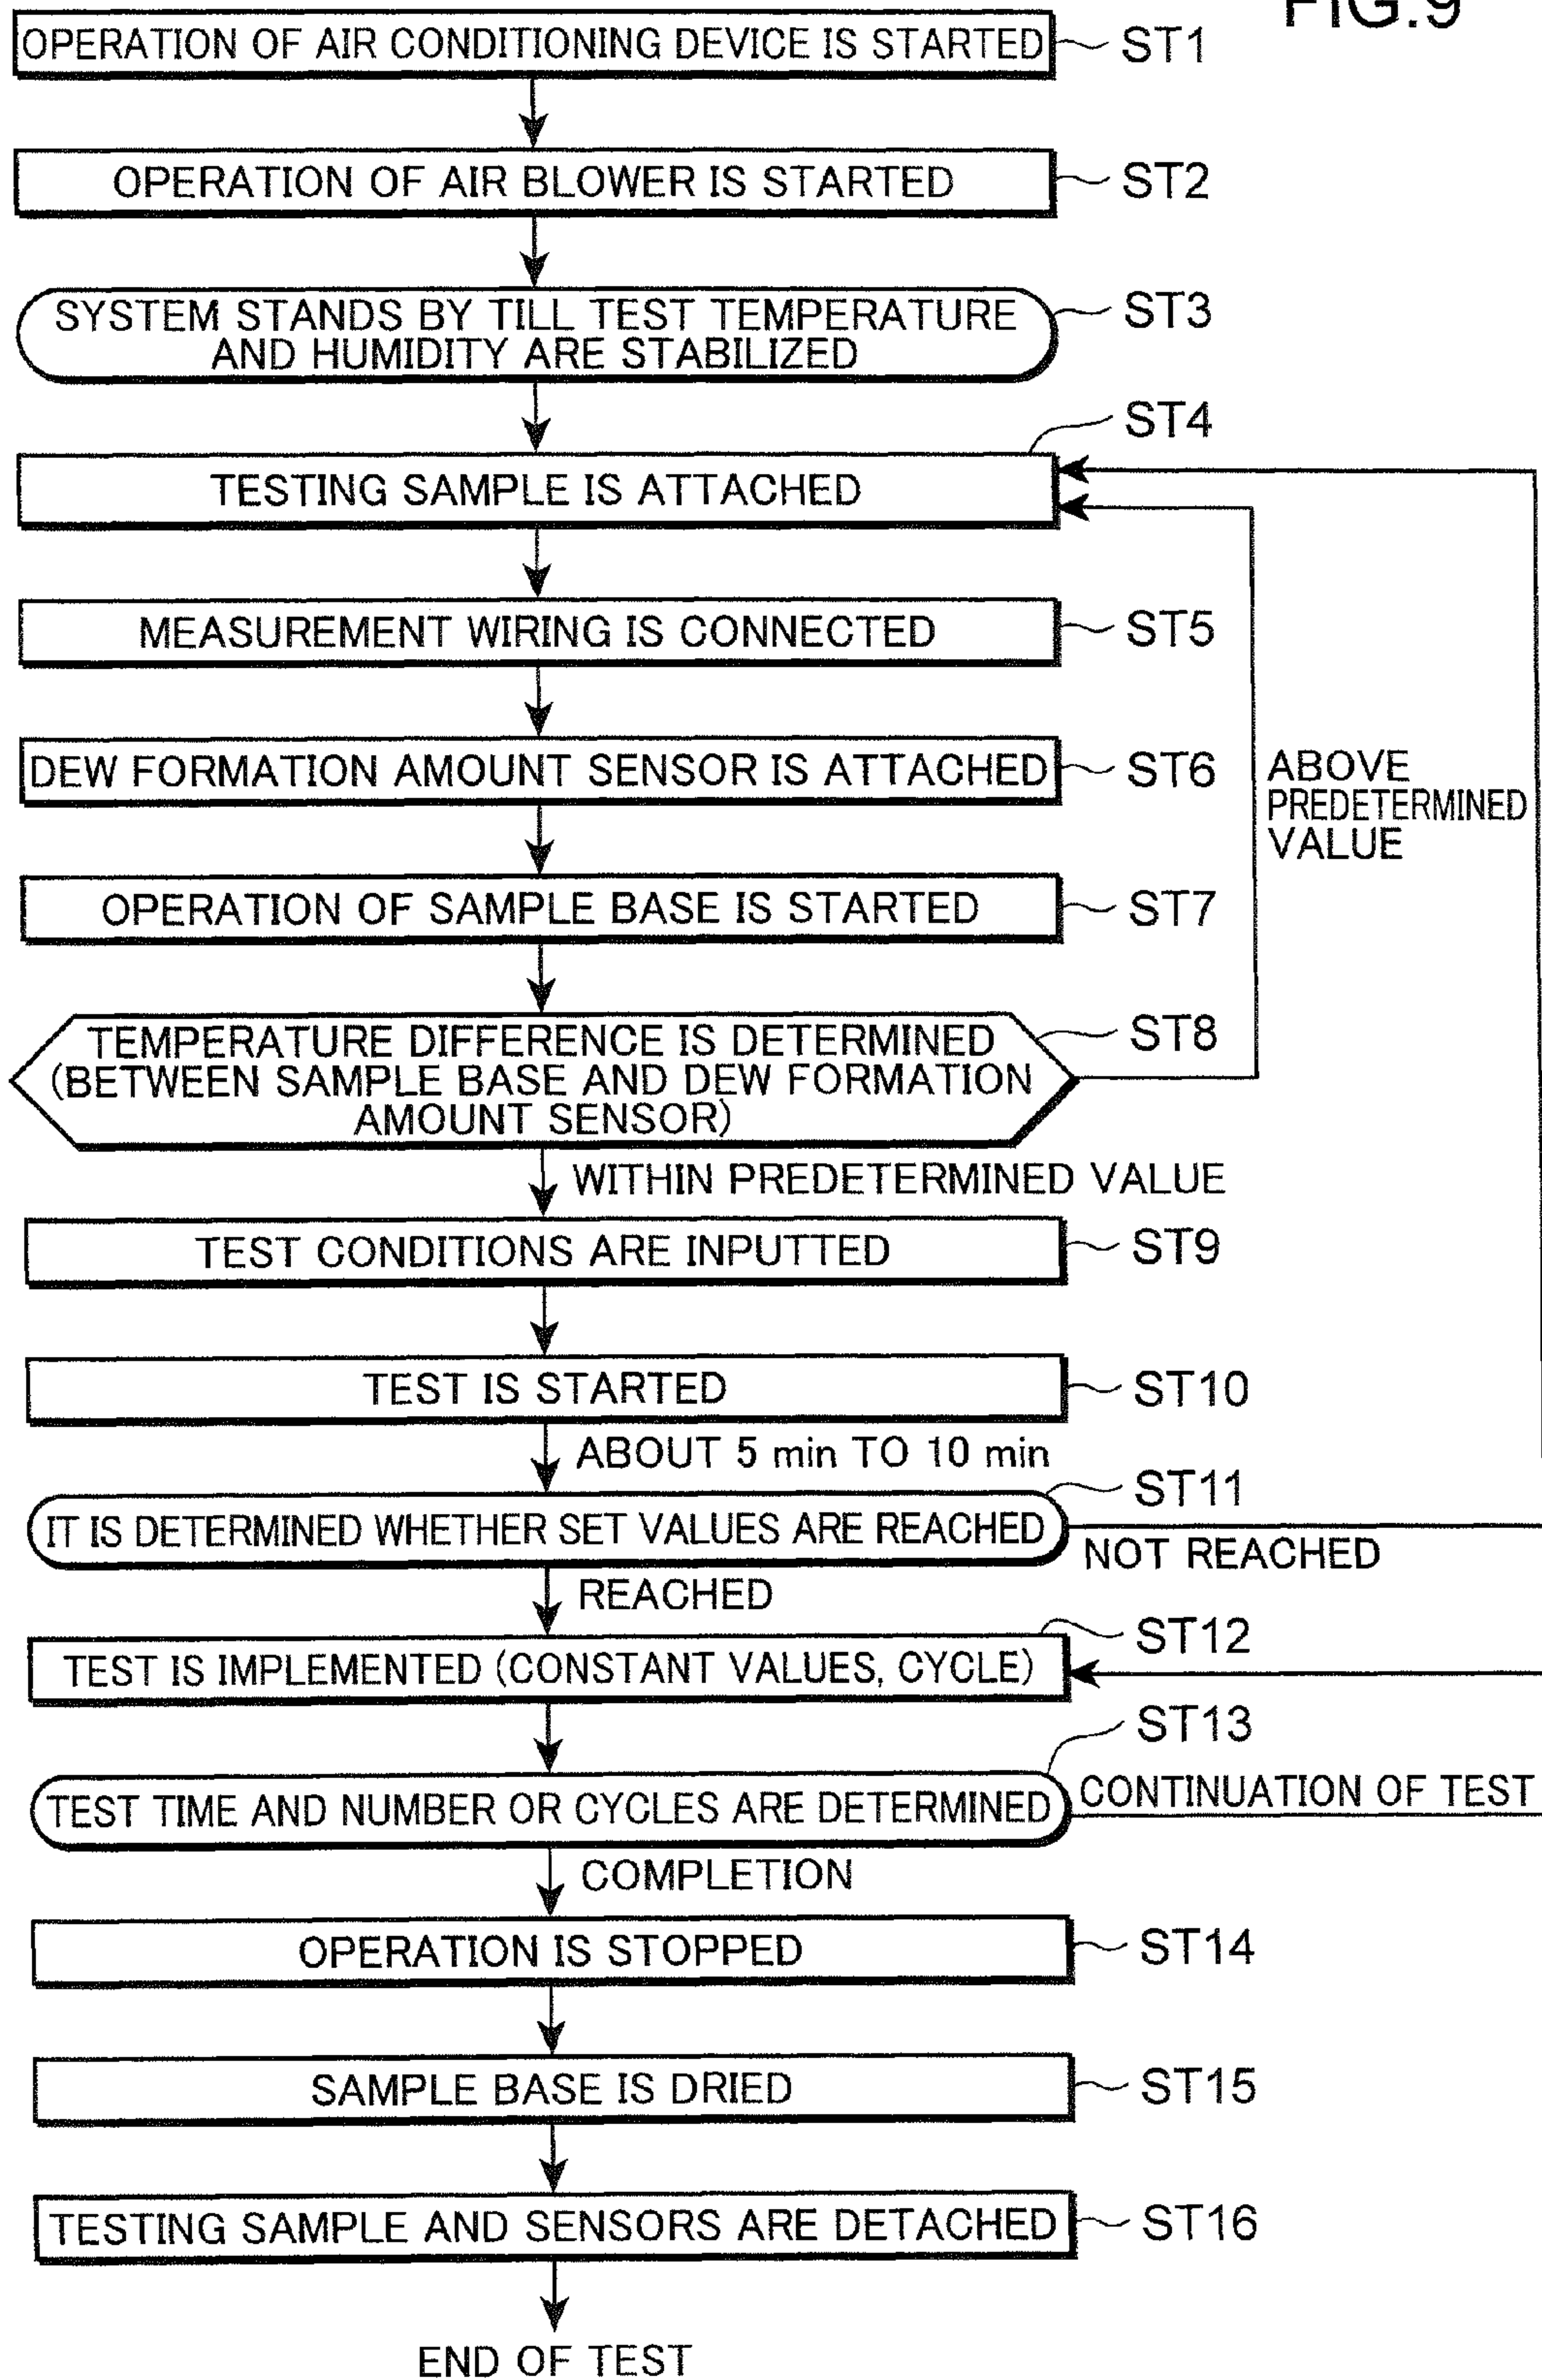 FIG.9
OPERATION OF AIR CONDITIONING DEVICE IS STARTED
ST1
OPERATION OF AIR BLOWER IS STARTED
ST2
SYSTEM STANDS BY TILL TEST TEMPERATURE
AND HUMIDITY ARE STABILIZED
ST3
ST4
TESTING SAMPLE IS ATTACHED
MEASUREMENT WIRING IS CONNECTED
ST5
DEW FORMATION AMOUNT SENSOR IS ATTACHED
ST6
ABOVE
PREDETERMINED
VALUE
OPERATION OF SAMPLE BASE IS STARTED
ST7
TEMPERATURE DIFFERENCE IS DETERMINED
(BETWEEN SAMPLE BASE AND DEW FORMATION
AMOUNT SENSOR)
ST8
WITHIN PREDETERMINED VALUE
TEST CONDITIONS ARE INPUTTED
ST9
TEST IS STARTED
ST10
ABOUT 5 min TO 10 min
ST11
IT IS DETERMINED WHETHER SET VALUES ARE REACHED
NOT REACHED
REACHED
ST12
TEST IS IMPLEMENTED (CONSTANT VALUES, CYCLE)
ST13
TEST TIME AND NUMBER OR CYCLES ARE DETERMINED
CONTINUATION OF TEST
COMPLETION
OPERATION IS STOPPED
ST14
SAMPLE BASE IS DRIED
ST15
TESTING SAMPLE AND SENSORS ARE DETACHED
ST16
END OF TEST